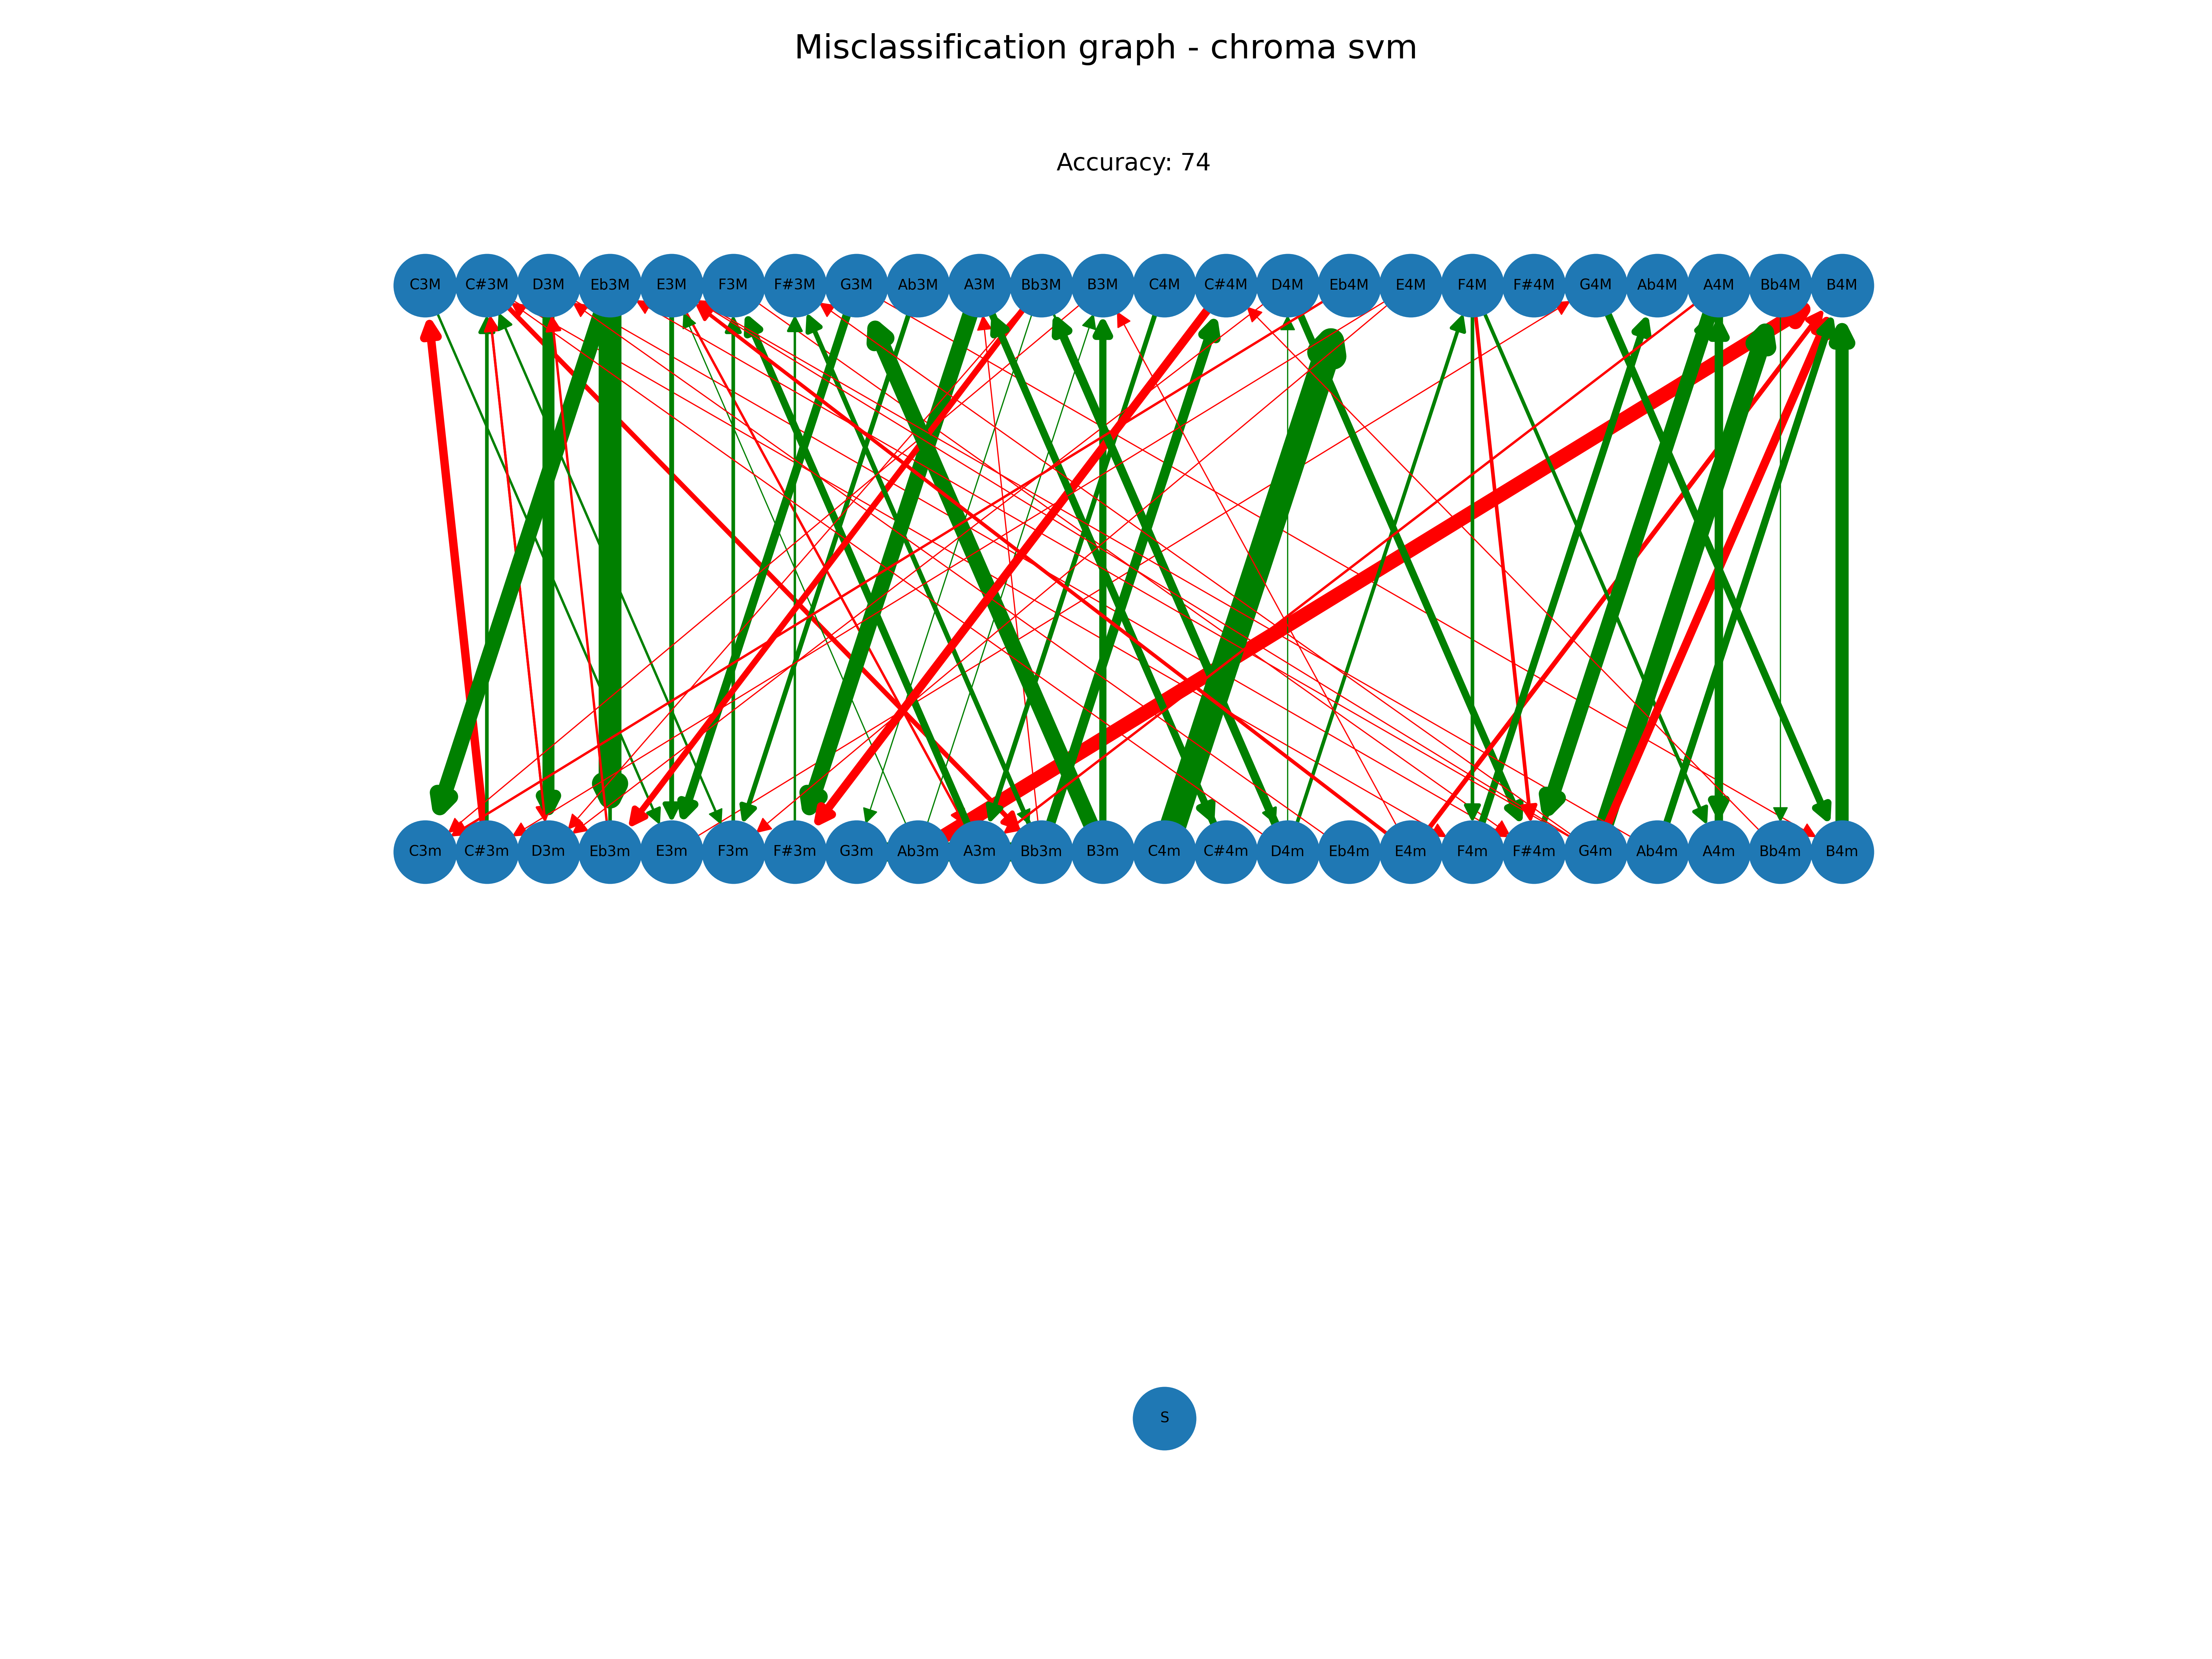 Misclassification graph - chroma svm
Accuracy: 74
C3M C#3M D3M Eb3M E3M F3M F#3M G3M Ab3M A3M Bb3M B3M C4M C#4M D4M Eb4M E4M F4M F#4M G4M Ab4M A4M Bb4M B4M
C3m C#3m D3m Eb3m E3m F3m F#3m G3m Ab3m A3m Bb3m B3m C4m C#4m D4m Eb4m E4m F4m F#4m G4m Ab4m A4m Bb4m B4m
S